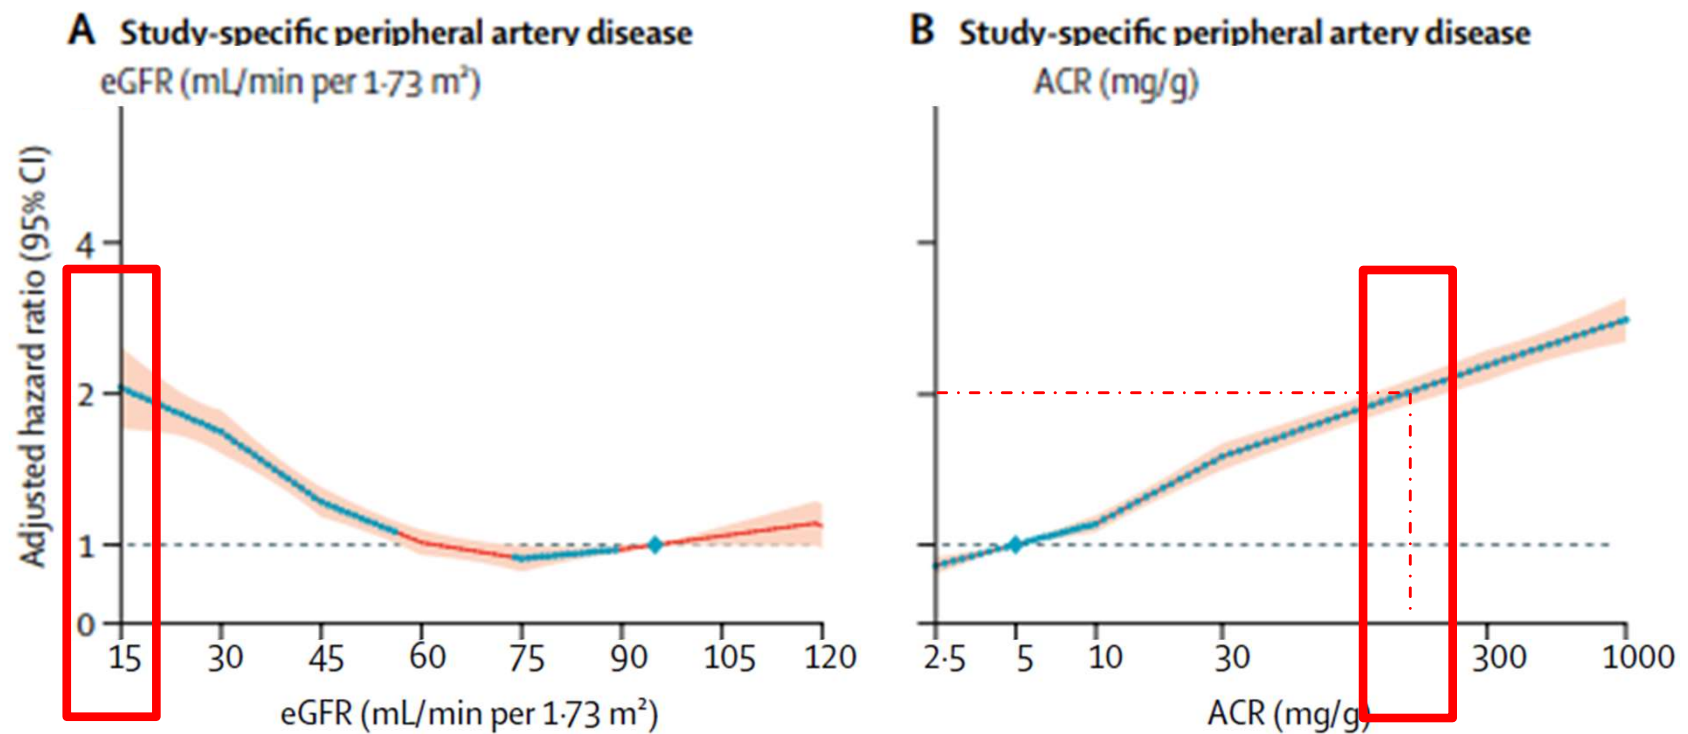 A Study-specific peripheral artery disease
eGFR (mL/min per 1·73 m²)
Adjusted hazard ratio (95% CI)
4
2
1
0
15 30 45 60 75 90 105 120
eGFR (mL/min per 1·73 m²)
B Study-specific peripheral artery disease
ACR (mg/g)
2·5 5 10 30 300 1000
ACR (mg/g)